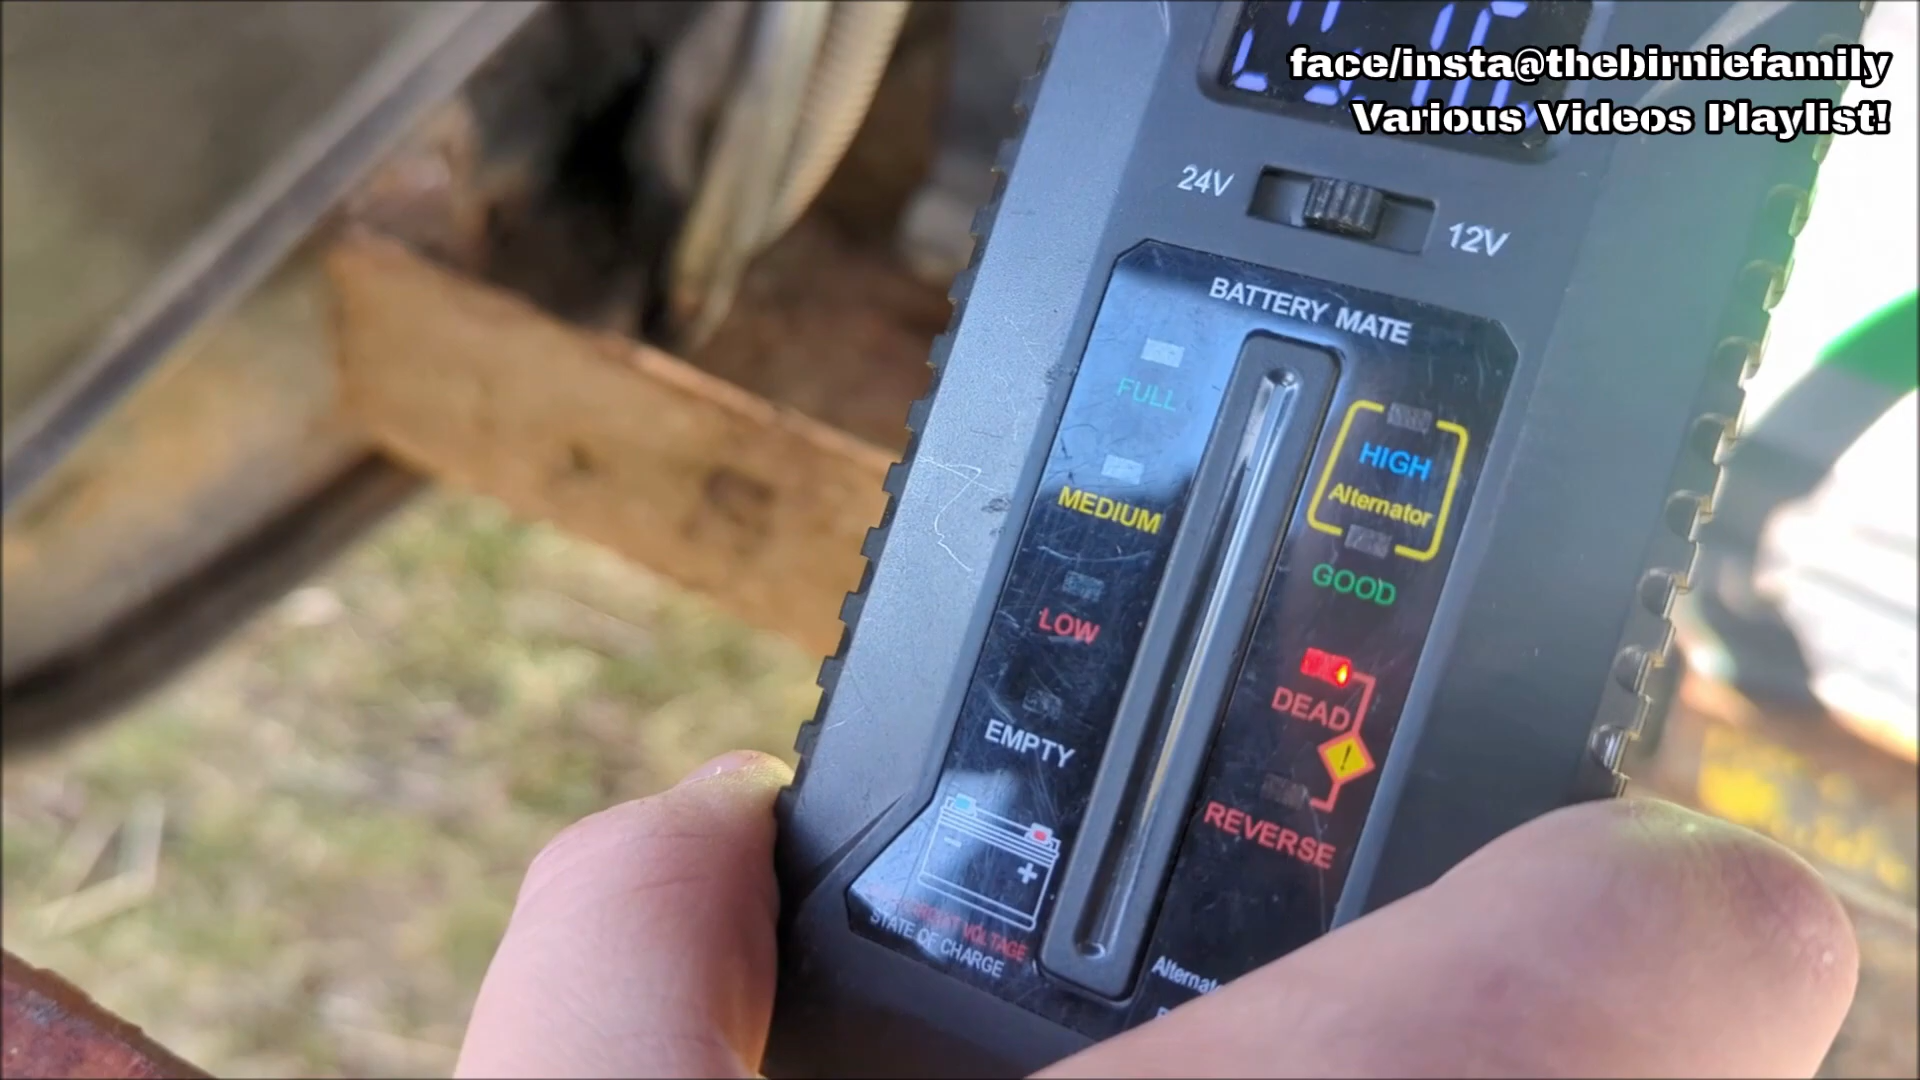 face/insta@thebirniefamily
Various Videos Playlist!
24V
12V
BATTERY MATE
FULL
HIGH
Alternator
MEDIUM
GOOD
LOW
DEAD
!
EMPTY
REVERSE
- +
VOLTAGE
STATE OF CHARGE